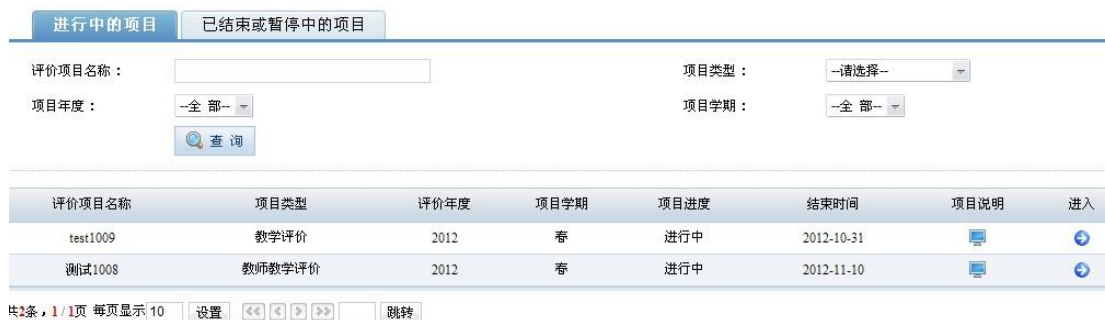 进行中的项目 已结束或暂停中的项目
评价项目名称： 项目类型： --请选择--
项目年度： --全 部-- 项目学期： --全 部--
查 询
评价项目名称 项目类型 评价年度 项目学期 项目进度 结束时间 项目说明 进入
test1009 教学评价 2012 春 进行中 2012-10-31
测试1008 教师教学评价 2012 春 进行中 2012-11-10
共2条，1/1页 每页显示 10 设置 << < > >> 跳转